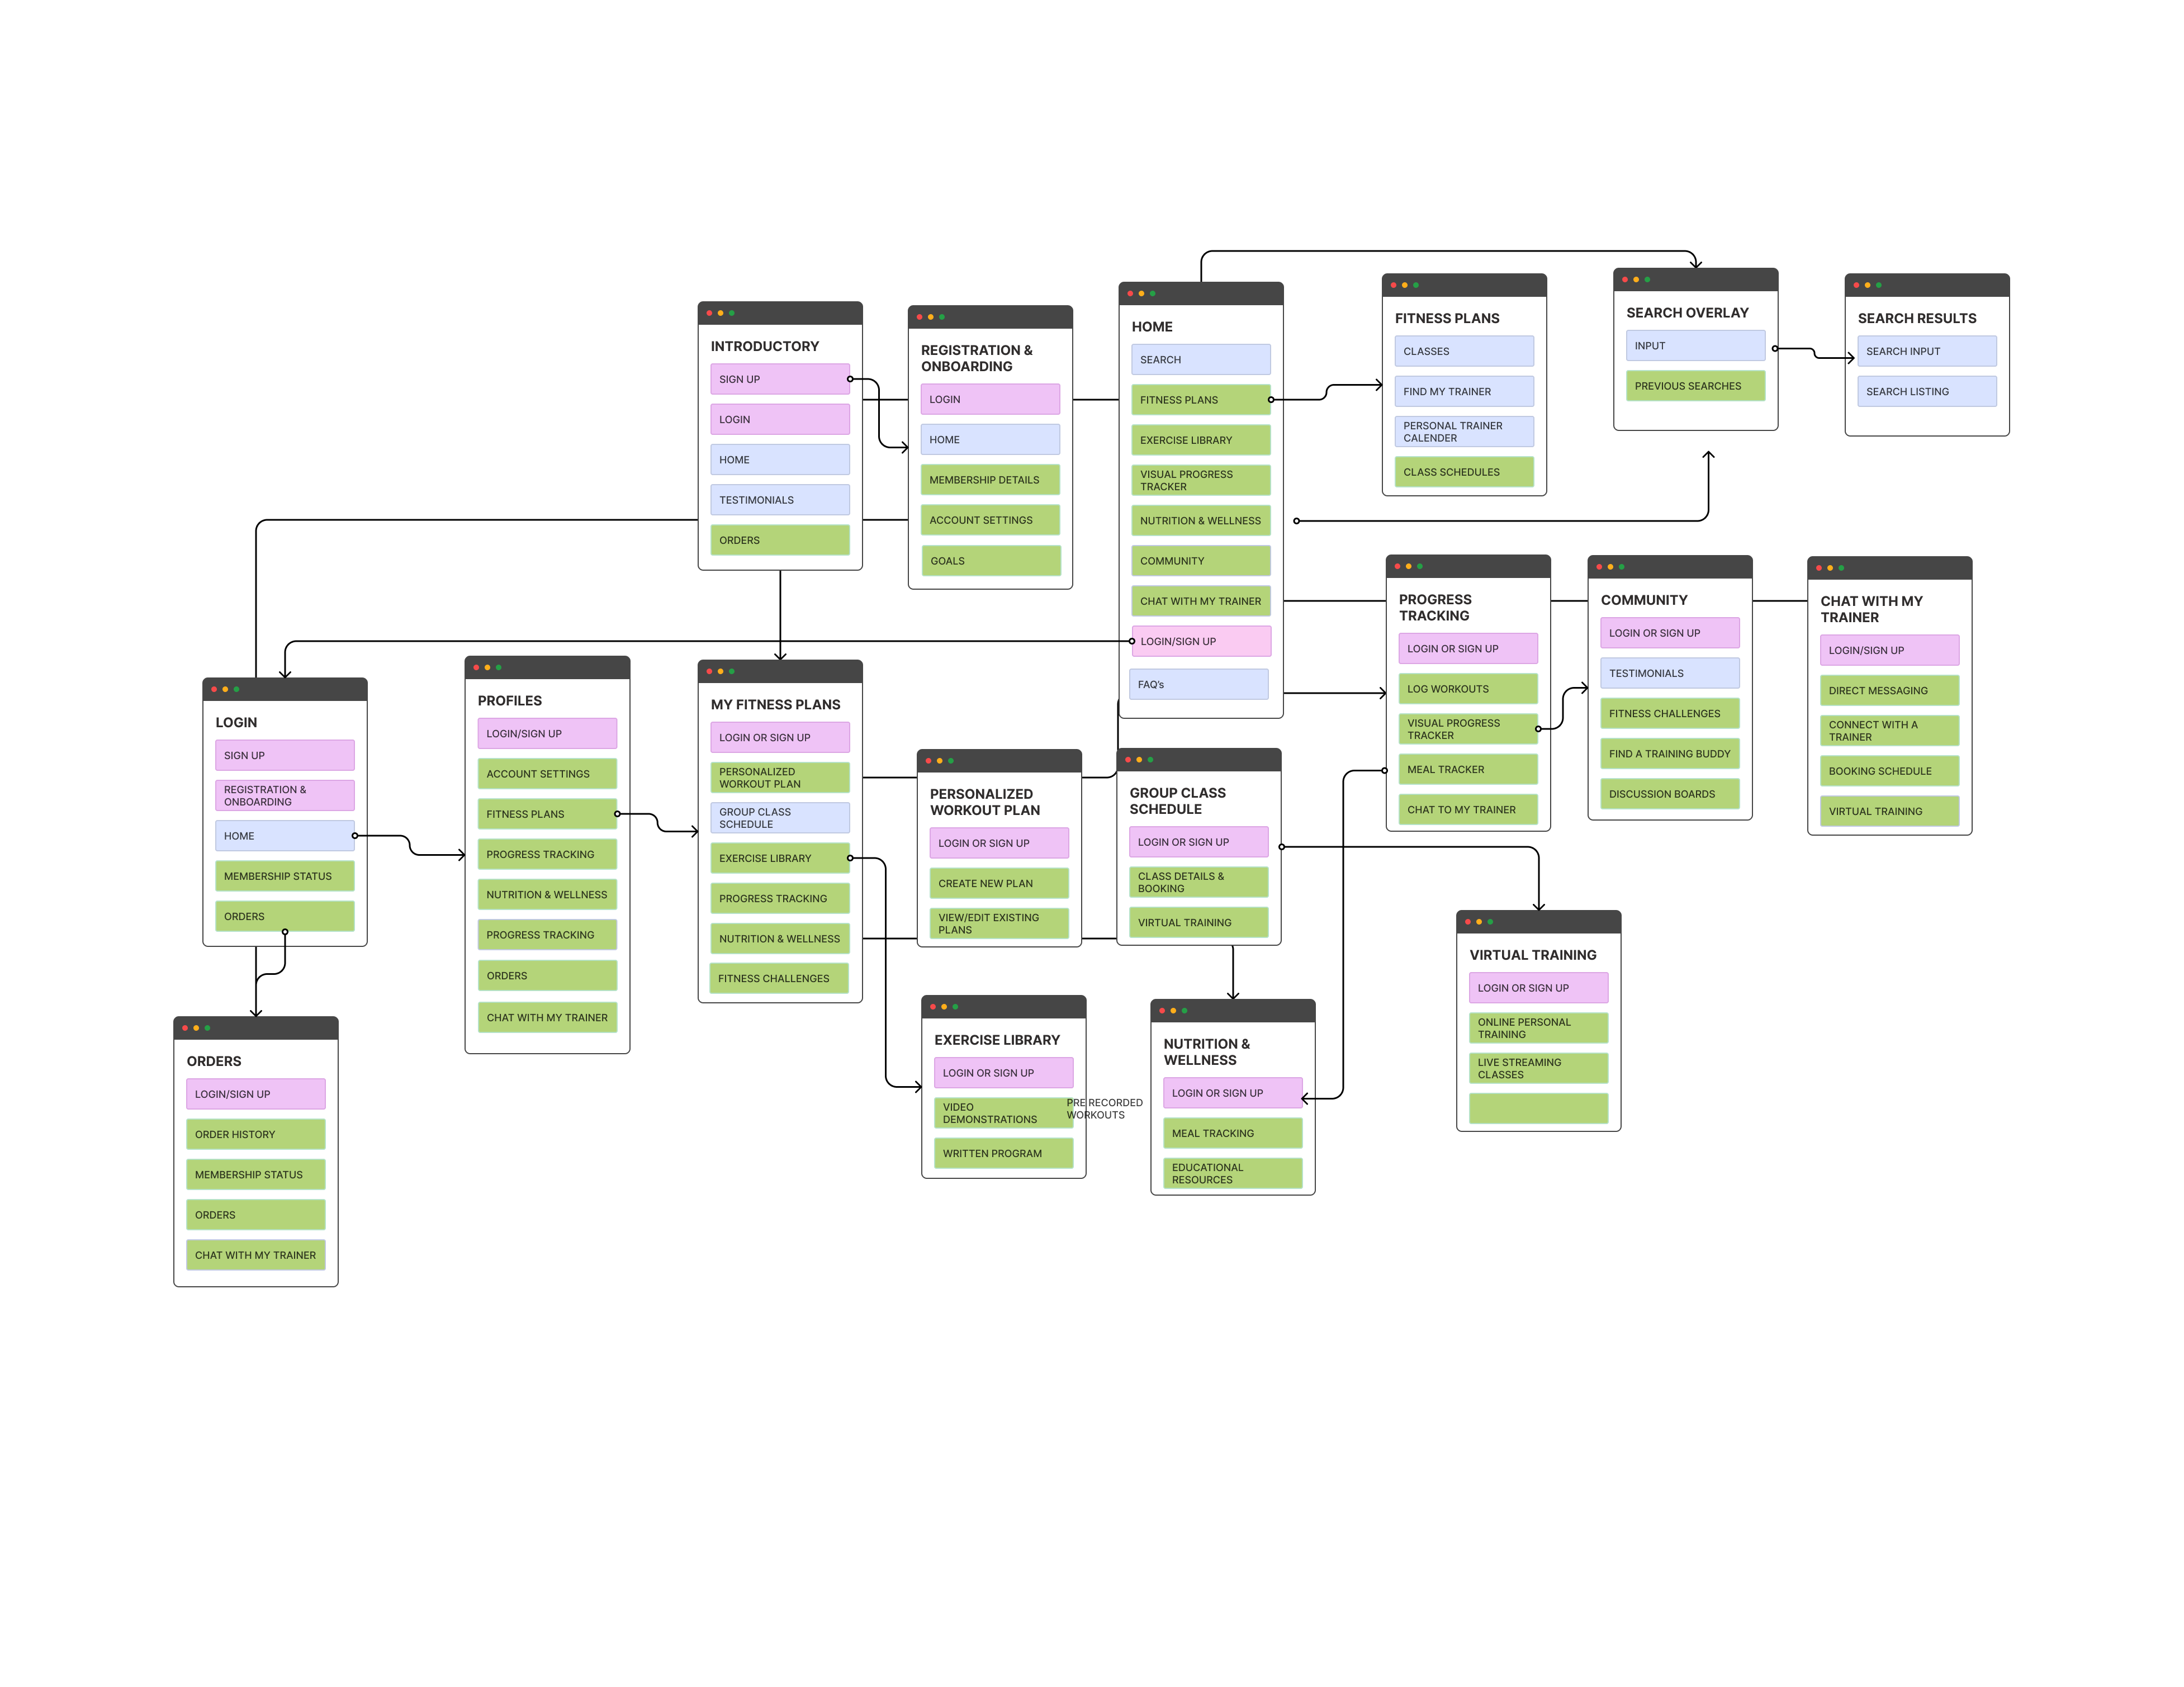 INTRODUCTORY
SIGN UP
LOGIN
HOME
TESTIMONIALS
ORDERS
REGISTRATION &
ONBOARDING
LOGIN
HOME
MEMBERSHIP DETAILS
ACCOUNT SETTINGS
GOALS
HOME
SEARCH
FITNESS PLANS
EXERCISE LIBRARY
VISUAL PROGRESS
TRACKER
NUTRITION & WELLNESS
COMMUNITY
CHAT WITH MY TRAINER
LOGIN/SIGN UP
FAQ's
FITNESS PLANS
CLASSES
FIND MY TRAINER
PERSONAL TRAINER
CALENDER
CLASS SCHEDULES
SEARCH OVERLAY
INPUT
PREVIOUS SEARCHES
SEARCH RESULTS
SEARCH INPUT
SEARCH LISTING
PROGRESS
TRACKING
LOGIN OR SIGN UP
LOG WORKOUTS
VISUAL PROGRESS
TRACKER
MEAL TRACKER
CHAT TO MY TRAINER
COMMUNITY
LOGIN OR SIGN UP
TESTIMONIALS
FITNESS CHALLENGES
FIND A TRAINING BUDDY
DISCUSSION BOARDS
CHAT WITH MY
TRAINER
LOGIN/SIGN UP
DIRECT MESSAGING
CONNECT WITH A
TRAINER
BOOKING SCHEDULE
VIRTUAL TRAINING
LOGIN
SIGN UP
REGISTRATION &
ONBOARDING
HOME
MEMBERSHIP STATUS
ORDERS
PROFILES
LOGIN/SIGN UP
ACCOUNT SETTINGS
FITNESS PLANS
PROGRESS TRACKING
NUTRITION & WELLNESS
PROGRESS TRACKING
ORDERS
CHAT WITH MY TRAINER
MY FITNESS PLANS
LOGIN OR SIGN UP
PERSONALIZED
WORKOUT PLAN
GROUP CLASS
SCHEDULE
EXERCISE LIBRARY
PROGRESS TRACKING
NUTRITION & WELLNESS
FITNESS CHALLENGES
PERSONALIZED
WORKOUT PLAN
LOGIN OR SIGN UP
CREATE NEW PLAN
VIEW/EDIT EXISTING
PLANS
GROUP CLASS
SCHEDULE
LOGIN OR SIGN UP
CLASS DETAILS &
BOOKING
VIRTUAL TRAINING
VIRTUAL TRAINING
LOGIN OR SIGN UP
ONLINE PERSONAL
TRAINING
LIVE STREAMING
CLASSES
ORDERS
LOGIN/SIGN UP
ORDER HISTORY
MEMBERSHIP STATUS
ORDERS
CHAT WITH MY TRAINER
EXERCISE LIBRARY
LOGIN OR SIGN UP
VIDEO
DEMONSTRATIONS
WRITTEN PROGRAM
PRE RECORDED
WORKOUTS
NUTRITION &
WELLNESS
LOGIN OR SIGN UP
MEAL TRACKING
EDUCATIONAL
RESOURCES